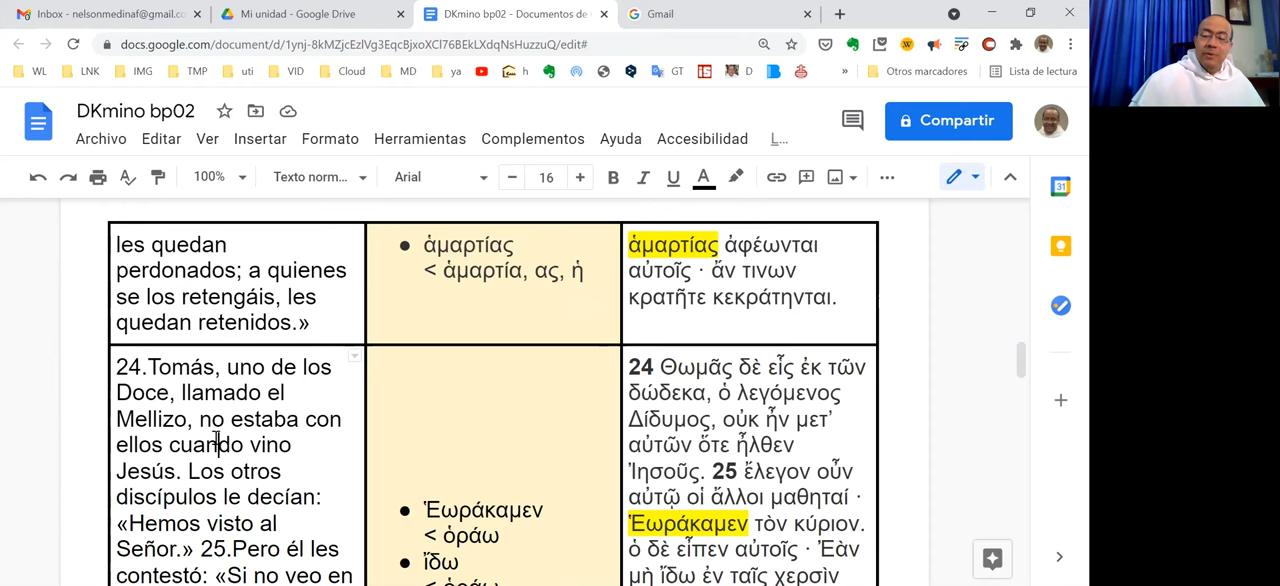 Inbox - nelsonmedinaf@gmail.co
Mi unidad - Google Drive
DKmino bp02 - Documentos de
Gmail
docs.google.com/document/d/1ynj-8kMZjcEzlVg3EqcBjxoXCl76BEkLXdqNsHuzzuQ/edit#
WL LNK IMG TMP uti VID Cloud MD ya h GT D » Otros marcadores Lista de lectura
DKmino bp02
Archivo Editar Ver Insertar Formato Herramientas Complementos Ayuda Accesibilidad L...
Compartir
100% Texto norm... Arial − 16 + B I U A
31
les quedan
perdonados; a quienes
se los retengáis, les
quedan retenidos.»
● ἁμαρτίας
< ἁμαρτία, ας, ἡ
ἁμαρτίας ἀφέωνται
αὐτοῖς · ἄν τινων
κρατῆτε κεκράτηνται.
24.Tomás, uno de los
Doce, llamado el
Mellizo, no estaba con
ellos cuando vino
Jesús. Los otros
discípulos le decían:
«Hemos visto al
Señor.» 25.Pero él les
contestó: «Si no veo en
● Ἑωράκαμεν
< ὁράω
● ἴδω
< ὁράω
24 Θωμᾶς δὲ εἷς ἐκ τῶν
δώδεκα, ὁ λεγόμενος
Δίδυμος, οὐκ ἦν μετ’
αὐτῶν ὅτε ἦλθεν
Ἰησοῦς. 25 ἔλεγον οὖν
αὐτῷ οἱ ἄλλοι μαθηταί ·
Ἑωράκαμεν τὸν κύριον.
ὁ δὲ εἶπεν αὐτοῖς · Ἐὰν
μὴ ἴδω ἐν ταῖς χερσὶν